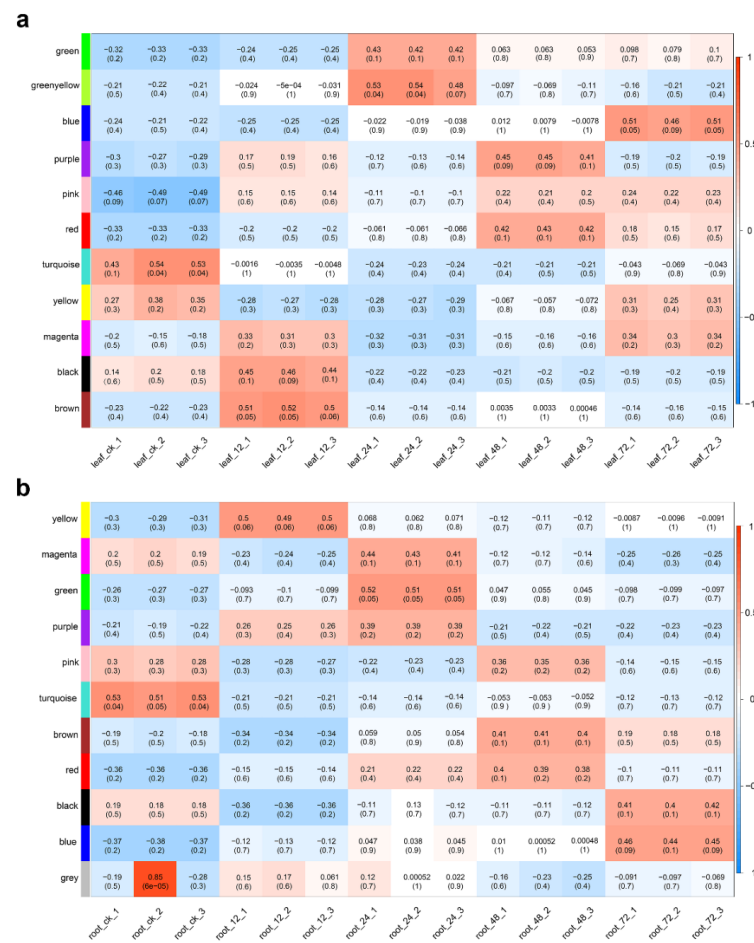 a
green −0.32 −0.33 −0.33 −0.24 −0.25 −0.25 0.43 0.42 0.42 0.063 0.063 0.053 0.098 0.079 0.1
(0.2) (0.2) (0.2) (0.4) (0.4) (0.4) (0.1) (0.1) (0.1) (0.8) (0.8) (0.9) (0.7) (0.8) (0.7)
greenyellow −0.21 −0.22 −0.21 −0.024 −5e−04 −0.031 0.53 0.54 0.48 −0.097 −0.069 −0.11 −0.16 −0.21 −0.21
(0.5) (0.4) (0.4) (0.9) (1) (0.9) (0.04) (0.04) (0.07) (0.7) (0.8) (0.7) (0.6) (0.5) (0.4)
blue −0.24 −0.21 −0.22 −0.25 −0.25 −0.25 −0.022 −0.019 −0.038 0.012 0.0079 −0.0078 0.51 0.46 0.51
(0.4) (0.5) (0.4) (0.4) (0.4) (0.4) (0.9) (0.9) (0.9) (1) (1) (1) (0.05) (0.09) (0.05)
purple −0.3 −0.27 −0.29 0.17 0.19 0.16 −0.12 −0.13 −0.14 0.45 0.45 0.41 −0.19 −0.2 −0.19
(0.3) (0.3) (0.3) (0.5) (0.5) (0.6) (0.7) (0.6) (0.6) (0.09) (0.09) (0.1) (0.5) (0.5) (0.5)
pink −0.46 −0.49 −0.49 0.15 0.15 0.14 −0.11 −0.1 −0.1 0.22 0.21 0.2 0.24 0.22 0.23
(0.09) (0.07) (0.07) (0.6) (0.6) (0.6) (0.7) (0.7) (0.7) (0.4) (0.4) (0.5) (0.4) (0.4) (0.4)
red −0.33 −0.33 −0.33 −0.2 −0.2 −0.2 −0.061 −0.061 −0.066 0.42 0.43 0.42 0.18 0.15 0.17
(0.2) (0.2) (0.2) (0.5) (0.5) (0.5) (0.8) (0.8) (0.8) (0.1) (0.1) (0.1) (0.5) (0.6) (0.5)
turquoise 0.43 0.54 0.53 −0.0016 −0.0035 −0.0048 −0.24 −0.24 −0.24 −0.21 −0.21 −0.21 −0.043 −0.069 −0.043
(0.1) (0.04) (0.04) (1) (1) (1) (0.4) (0.4) (0.4) (0.4) (0.5) (0.5) (0.9) (0.8) (0.9)
yellow 0.27 0.38 0.35 −0.28 −0.27 −0.28 −0.28 −0.27 −0.29 −0.067 −0.057 −0.072 0.31 0.25 0.31
(0.3) (0.2) (0.2) (0.3) (0.3) (0.3) (0.3) (0.3) (0.3) (0.8) (0.8) (0.8) (0.3) (0.4) (0.3)
magenta −0.2 −0.15 −0.18 0.33 0.31 0.3 −0.32 −0.31 −0.31 −0.15 −0.16 −0.16 0.34 0.3 0.34
(0.5) (0.6) (0.5) (0.2) (0.3) (0.3) (0.2) (0.3) (0.3) (0.6) (0.6) (0.6) (0.2) (0.3) (0.2)
black 0.14 0.2 0.18 0.45 0.46 0.44 −0.22 −0.22 −0.23 −0.21 −0.2 −0.2 −0.19 −0.2 −0.19
(0.6) (0.5) (0.5) (0.1) (0.09) (0.1) (0.4) (0.4) (0.4) (0.5) (0.5) (0.5) (0.5) (0.5) (0.5)
brown −0.23 −0.22 −0.23 0.51 0.52 0.5 −0.14 −0.14 −0.14 0.0035 0.0033 0.00046 −0.14 −0.16 −0.15
(0.4) (0.4) (0.4) (0.05) (0.05) (0.06) (0.6) (0.6) (0.6) (1) (1) (1) (0.6) (0.6) (0.6)
1
0.5
0
−0.5
−1
leaf_ck_1 leaf_ck_2 leaf_ck_3 leaf_12_1 leaf_12_2 leaf_12_3 leaf_24_1 leaf_24_2 leaf_24_3 leaf_48_1 leaf_48_2 leaf_48_3 leaf_72_1 leaf_72_2 leaf_72_3
b
yellow −0.3 −0.29 −0.31 0.5 0.49 0.5 0.068 0.062 0.071 −0.12 −0.11 −0.12 −0.0087 −0.0096 −0.0091
(0.3) (0.3) (0.3) (0.06) (0.06) (0.06) (0.8) (0.8) (0.8) (0.7) (0.7) (0.7) (1) (1) (1)
magenta 0.2 0.2 0.19 −0.23 −0.24 −0.25 0.44 0.43 0.41 −0.12 −0.12 −0.14 −0.25 −0.26 −0.25
(0.5) (0.5) (0.5) (0.4) (0.4) (0.4) (0.1) (0.1) (0.1) (0.7) (0.7) (0.6) (0.4) (0.3) (0.4)
green −0.26 −0.27 −0.27 −0.093 −0.1 −0.099 0.52 0.51 0.51 0.047 0.055 0.045 −0.098 −0.099 −0.097
(0.3) (0.3) (0.3) (0.7) (0.7) (0.7) (0.05) (0.05) (0.05) (0.9) (0.8) (0.9) (0.7) (0.7) (0.7)
purple −0.21 −0.19 −0.22 0.26 0.25 0.26 0.39 0.39 0.39 −0.21 −0.22 −0.21 −0.22 −0.23 −0.23
(0.4) (0.5) (0.4) (0.3) (0.4) (0.3) (0.2) (0.2) (0.2) (0.5) (0.4) (0.5) (0.4) (0.4) (0.4)
pink 0.3 0.28 0.28 −0.28 −0.28 −0.27 −0.22 −0.23 −0.23 0.36 0.35 0.36 −0.14 −0.15 −0.15
(0.3) (0.3) (0.3) (0.3) (0.3) (0.3) (0.4) (0.4) (0.4) (0.2) (0.2) (0.2) (0.6) (0.6) (0.6)
turquoise 0.53 0.51 0.53 −0.21 −0.21 −0.21 −0.14 −0.14 −0.14 −0.053 −0.053 −0.052 −0.12 −0.13 −0.12
(0.04) (0.05) (0.04) (0.5) (0.5) (0.5) (0.6) (0.6) (0.6) (0.9) (0.9 ) (0.9) (0.7) (0.7) (0.7)
brown −0.19 −0.2 −0.18 −0.34 −0.34 −0.34 0.059 0.05 0.054 0.41 0.41 0.4 0.19 0.18 0.18
(0.5) (0.5) (0.5) (0.2) (0.2) (0.2) (0.8) (0.9) (0.8) (0.1) (0.1) (0.1) (0.5) (0.5) (0.5)
red −0.36 −0.36 −0.36 −0.15 −0.15 −0.14 0.21 0.22 0.22 0.4 0.39 0.38 −0.1 −0.11 −0.11
(0.2) (0.2) (0.2) (0.6) (0.6) (0.6) (0.4) (0.4) (0.4) (0.1) (0.2) (0.2) (0.7) (0.7) (0.7)
black 0.19 0.18 0.18 −0.36 −0.36 −0.36 −0.11 0.13 −0.12 −0.11 −0.11 −0.12 0.41 0.4 0.42
(0.5) (0.5) (0.5) (0.2) (0.2) (0.2) (0.7) (0.7) (0.7) (0.7) (0.7) (0.7) (0.1) (0.1) (0.1)
blue −0.37 −0.38 −0.37 −0.12 −0.13 −0.12 0.047 0.038 0.045 0.01 0.00052 0.00048 0.46 0.44 0.45
(0.2) (0.2) (0.2) (0.7) (0.7) (0.7) (0.9) (0.9) (0.9) (1) (1) (1) (0.09) (0.1) (0.09)
grey −0.19 0.85 −0.28 0.15 0.17 0.061 0.12 0.00052 0.022 −0.16 −0.23 −0.25 −0.091 −0.097 −0.069
(0.5) (6e−05) (0.3) (0.6) (0.6) (0.8) (0.7) (1) (0.9) (0.6) (0.4) (0.4) (0.7) (0.7) (0.8)
1
0.5
0
−0.5
−1
root_ck_1 root_ck_2 root_ck_3 root_12_1 root_12_2 root_12_3 root_24_1 root_24_2 root_24_3 root_48_1 root_48_2 root_48_3 root_72_1 root_72_2 root_72_3